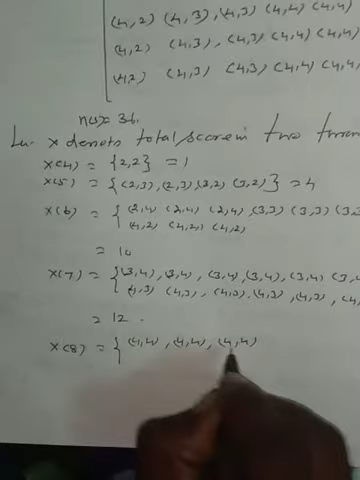 (4,2) (4,3), (4,3) (4,4) (4,4)
(4,2) (4,3), (4,3) (4,4) (4,4)
(4,2) (4,3) (4,3) (4,4) (4,4)
n(s)= 36.
Let x denots total score in two
x(4) = {2,2} = 1
x(5) = {(2,3), (2,3) (3,2) (3,2)} = 4
x(6) = { (2,4) (2,4) (2,4), (3,3) (3,3) (3,3
(4,2) (4,2) (4,2)
= 10
x(7) = { (3,4), (3,4), (3,4) (3,4), (3,4) (3,4
(4,3) (4,3), (4,3), (4,3), (4,3), (4,
= 12.
x(8) = { (4,4), (4,4), (4,4)